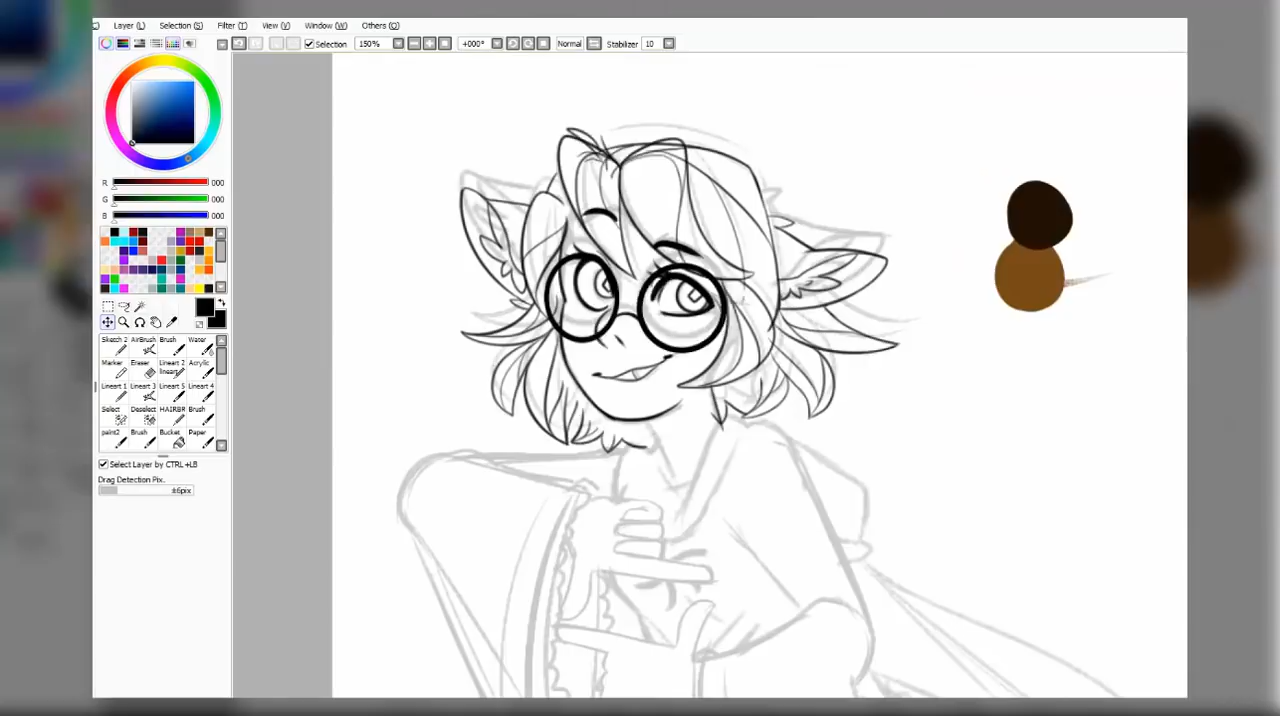 Layer (L) Selection (S) Filter (T) View (V) Window (W) Others (O)
Selection 150% +000° Normal Stabilizer 10
R 000
G 000
B 000
Sketch 2 AirBrush Brush Water
Marker Eraser Lineart 2 Acrylic
lineart
Lineart 1 Lineart 3 Lineart 5 Lineart 4
Select Deselect HAIRBR Brush
paint2 Brush Bucket Paper
Select Layer by CTRL+LB
Drag Detection Pix.
±6pix